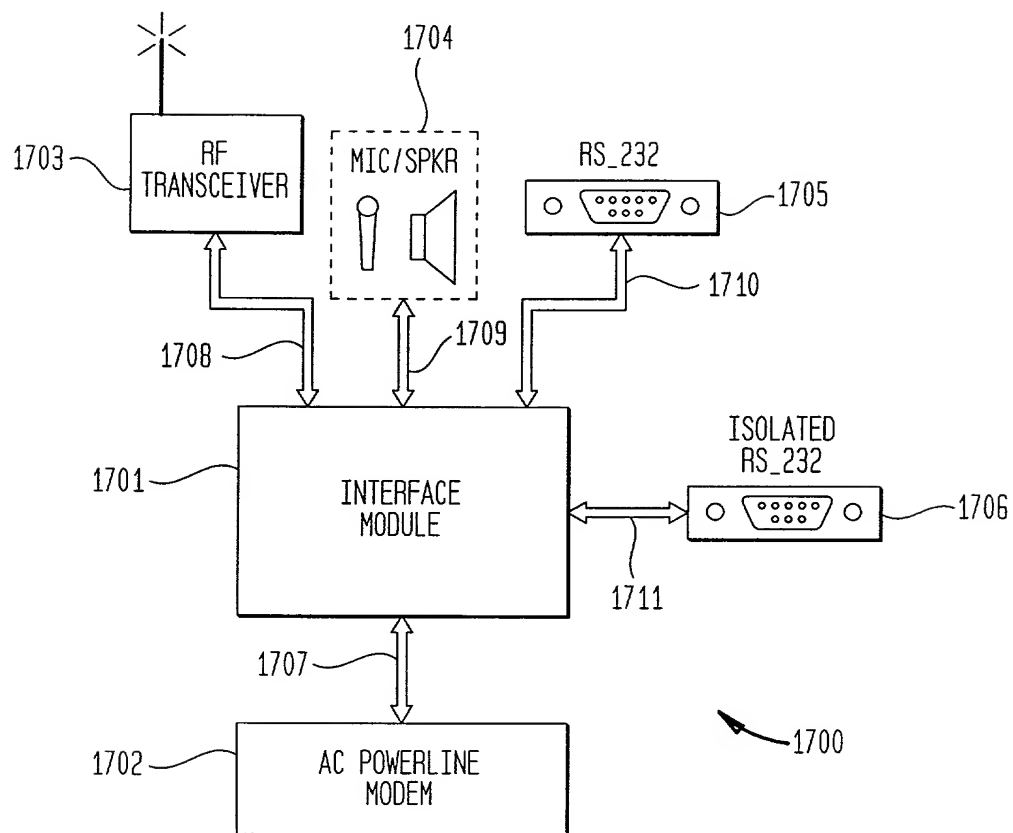 1704
RF
TRANSCEIVER
1703
MIC/SPKR
RS_232
1705
1710
1709
1708
ISOLATED
RS_232
1701
INTERFACE
MODULE
1706
1711
1707
1700
1702
AC POWERLINE
MODEM